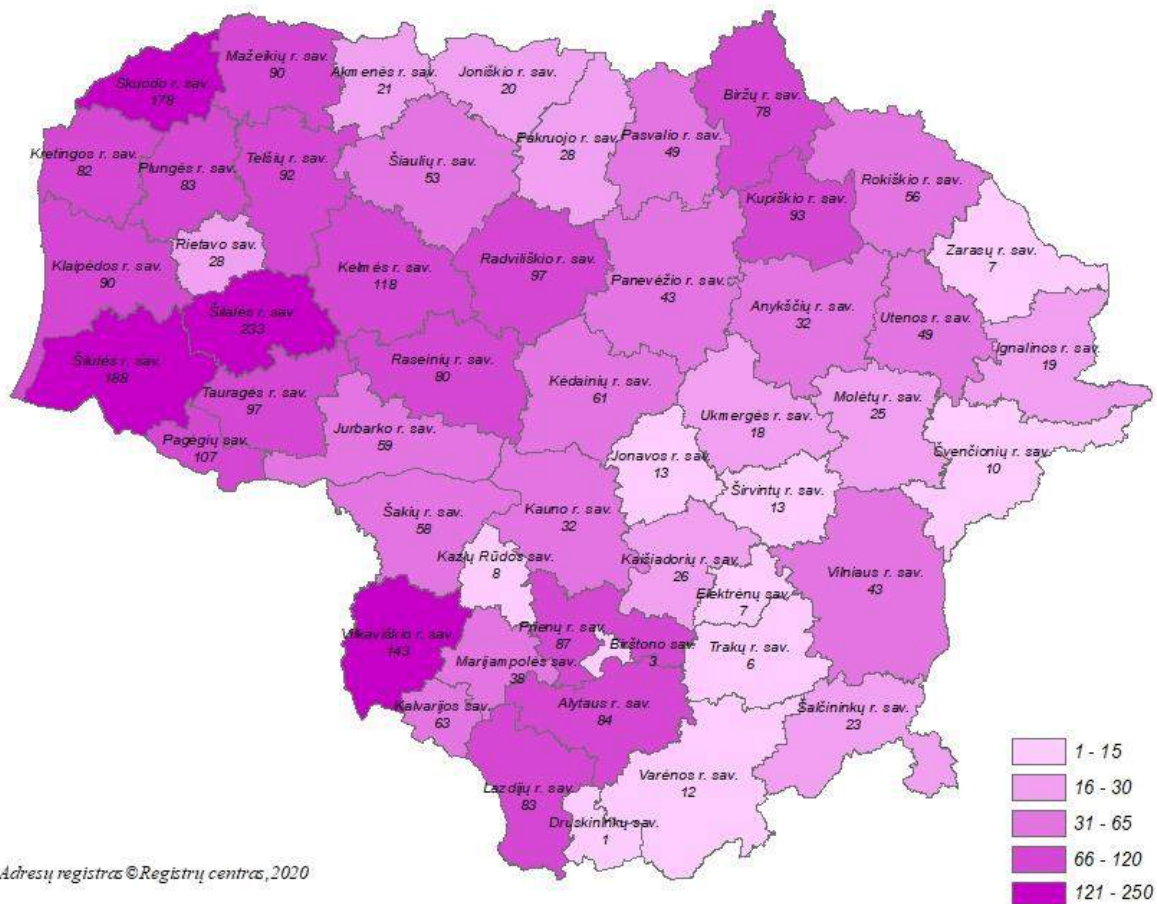 Mažeikių r. sav.
90
Skuodo r. sav.
178
Akmenės r. sav.
21
Joniškio r. sav.
20
Biržų r. sav.
78
Pakruojo r. sav.
28
Pasvalio r. sav.
49
Kretingos r. sav.
82
Plungės r. sav.
83
Telšių r. sav.
92
Šiaulių r. sav.
53
Rokiškio r. sav.
56
Kupiškio r. sav.
93
Rietavo sav.
28
Zarasų r. sav.
7
Klaipėdos r. sav.
90
Kelmės r. sav.
118
Radviliškio r. sav.
97
Panevėžio r. sav.
43
Anykščių r. sav.
32
Utenos r. sav.
49
Šilalės r. sav.
233
Ignalinos r. sav.
19
Šilutės r. sav.
188
Raseinių r. sav.
80
Kėdainių r. sav.
61
Tauragės r. sav.
97
Molėtų r. sav.
25
Ukmergės r. sav.
18
Jurbarko r. sav.
59
Pagėgių sav.
107
Jonavos r. sav.
13
Švenčionių r. sav.
10
Širvintų r. sav.
13
Šakių r. sav.
58
Kauno r. sav.
32
Kazlų Rūdos sav.
8
Kaišiadorių r. sav.
26
Vilniaus r. sav.
43
Elektrėnų sav.
7
Vilkaviškio r. sav.
143
Prienų r. sav.
87
Birštono sav.
3
Trakų r. sav.
6
Marijampolės sav.
38
Kalvarijos sav.
63
Alytaus r. sav.
84
Šalčininkų r. sav.
23
Varėnos r. sav.
12
Lazdijų r. sav.
83
Druskininkų sav.
1
1 - 15
16 - 30
31 - 65
66 - 120
121 - 250
Adresų registras©Registrų centras,2020